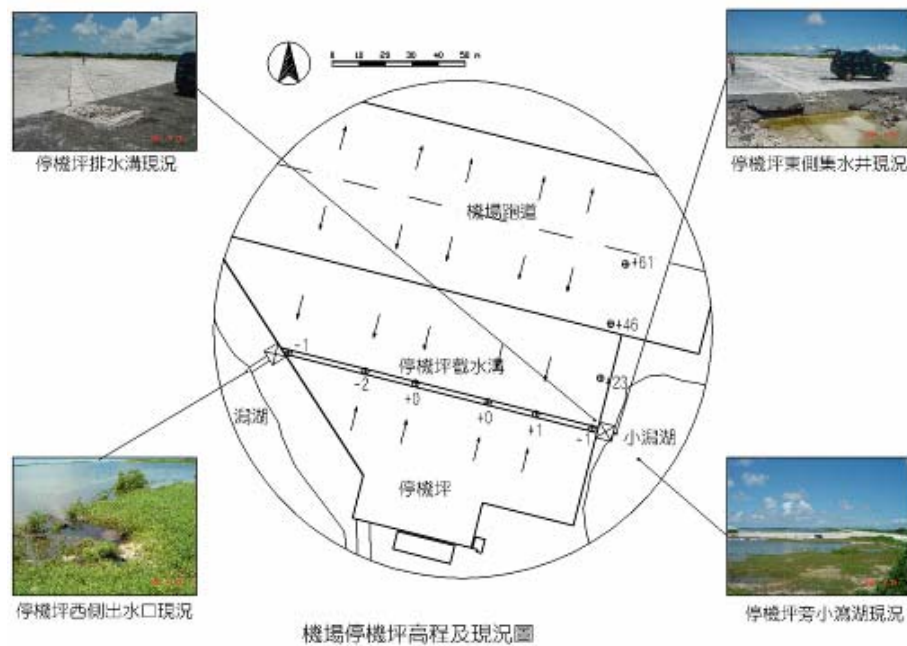 0 10 20 30 40 50 m
停機坪排水溝現況
停機坪東側集水井現況
機場跑道
+61
+46
停機坪截水溝
-1
-2
+0
+0
+1
-1
+23
潟湖
小潟湖
停機坪
停機坪西側出水口現況
停機坪旁小潟湖現況
機場停機坪高程及現況圖